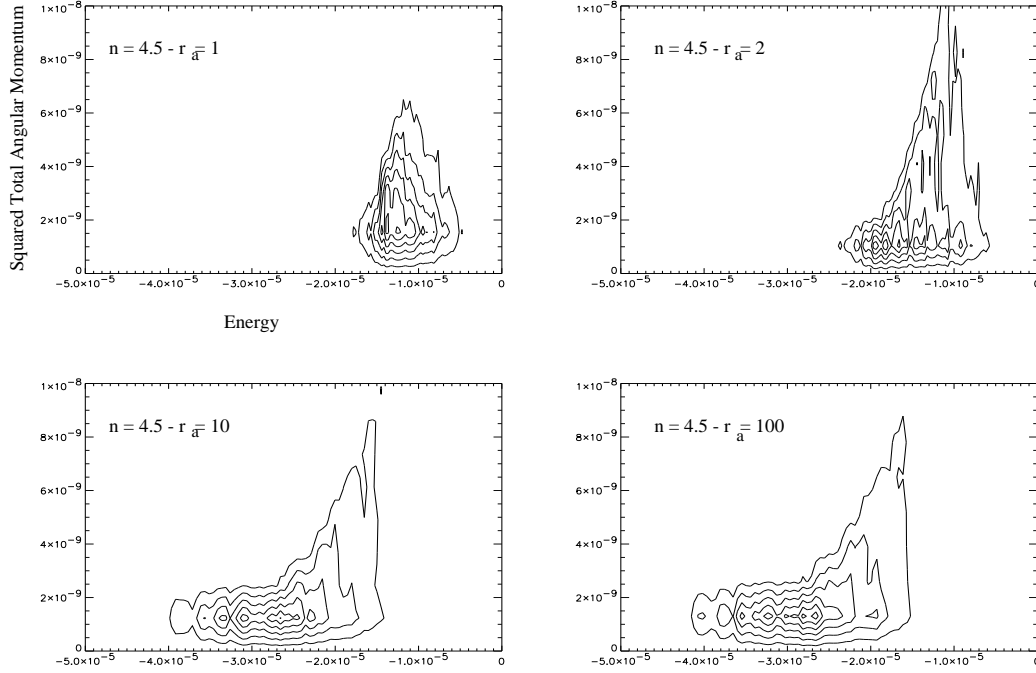 Squared Total Angular Momentum
1×10⁻⁸
8×10⁻⁹
6×10⁻⁹
4×10⁻⁹
2×10⁻⁹
0
n = 4.5 - r a= 1
−5.0×10⁻⁵ −4.0×10⁻⁵ −3.0×10⁻⁵ −2.0×10⁻⁵ −1.0×10⁻⁵ 0
Energy
1×10⁻⁸
8×10⁻⁹
6×10⁻⁹
4×10⁻⁹
2×10⁻⁹
0
n = 4.5 - r a= 2
−5.0×10⁻⁵ −4.0×10⁻⁵ −3.0×10⁻⁵ −2.0×10⁻⁵ −1.0×10⁻⁵
1×10⁻⁸
8×10⁻⁹
6×10⁻⁹
4×10⁻⁹
2×10⁻⁹
0
n = 4.5 - r a= 10
−5.0×10⁻⁵ −4.0×10⁻⁵ −3.0×10⁻⁵ −2.0×10⁻⁵ −1.0×10⁻⁵ 0
1×10⁻⁸
8×10⁻⁹
6×10⁻⁹
4×10⁻⁹
2×10⁻⁹
0
n = 4.5 - r a= 100
−5.0×10⁻⁵ −4.0×10⁻⁵ −3.0×10⁻⁵ −2.0×10⁻⁵ −1.0×10⁻⁵